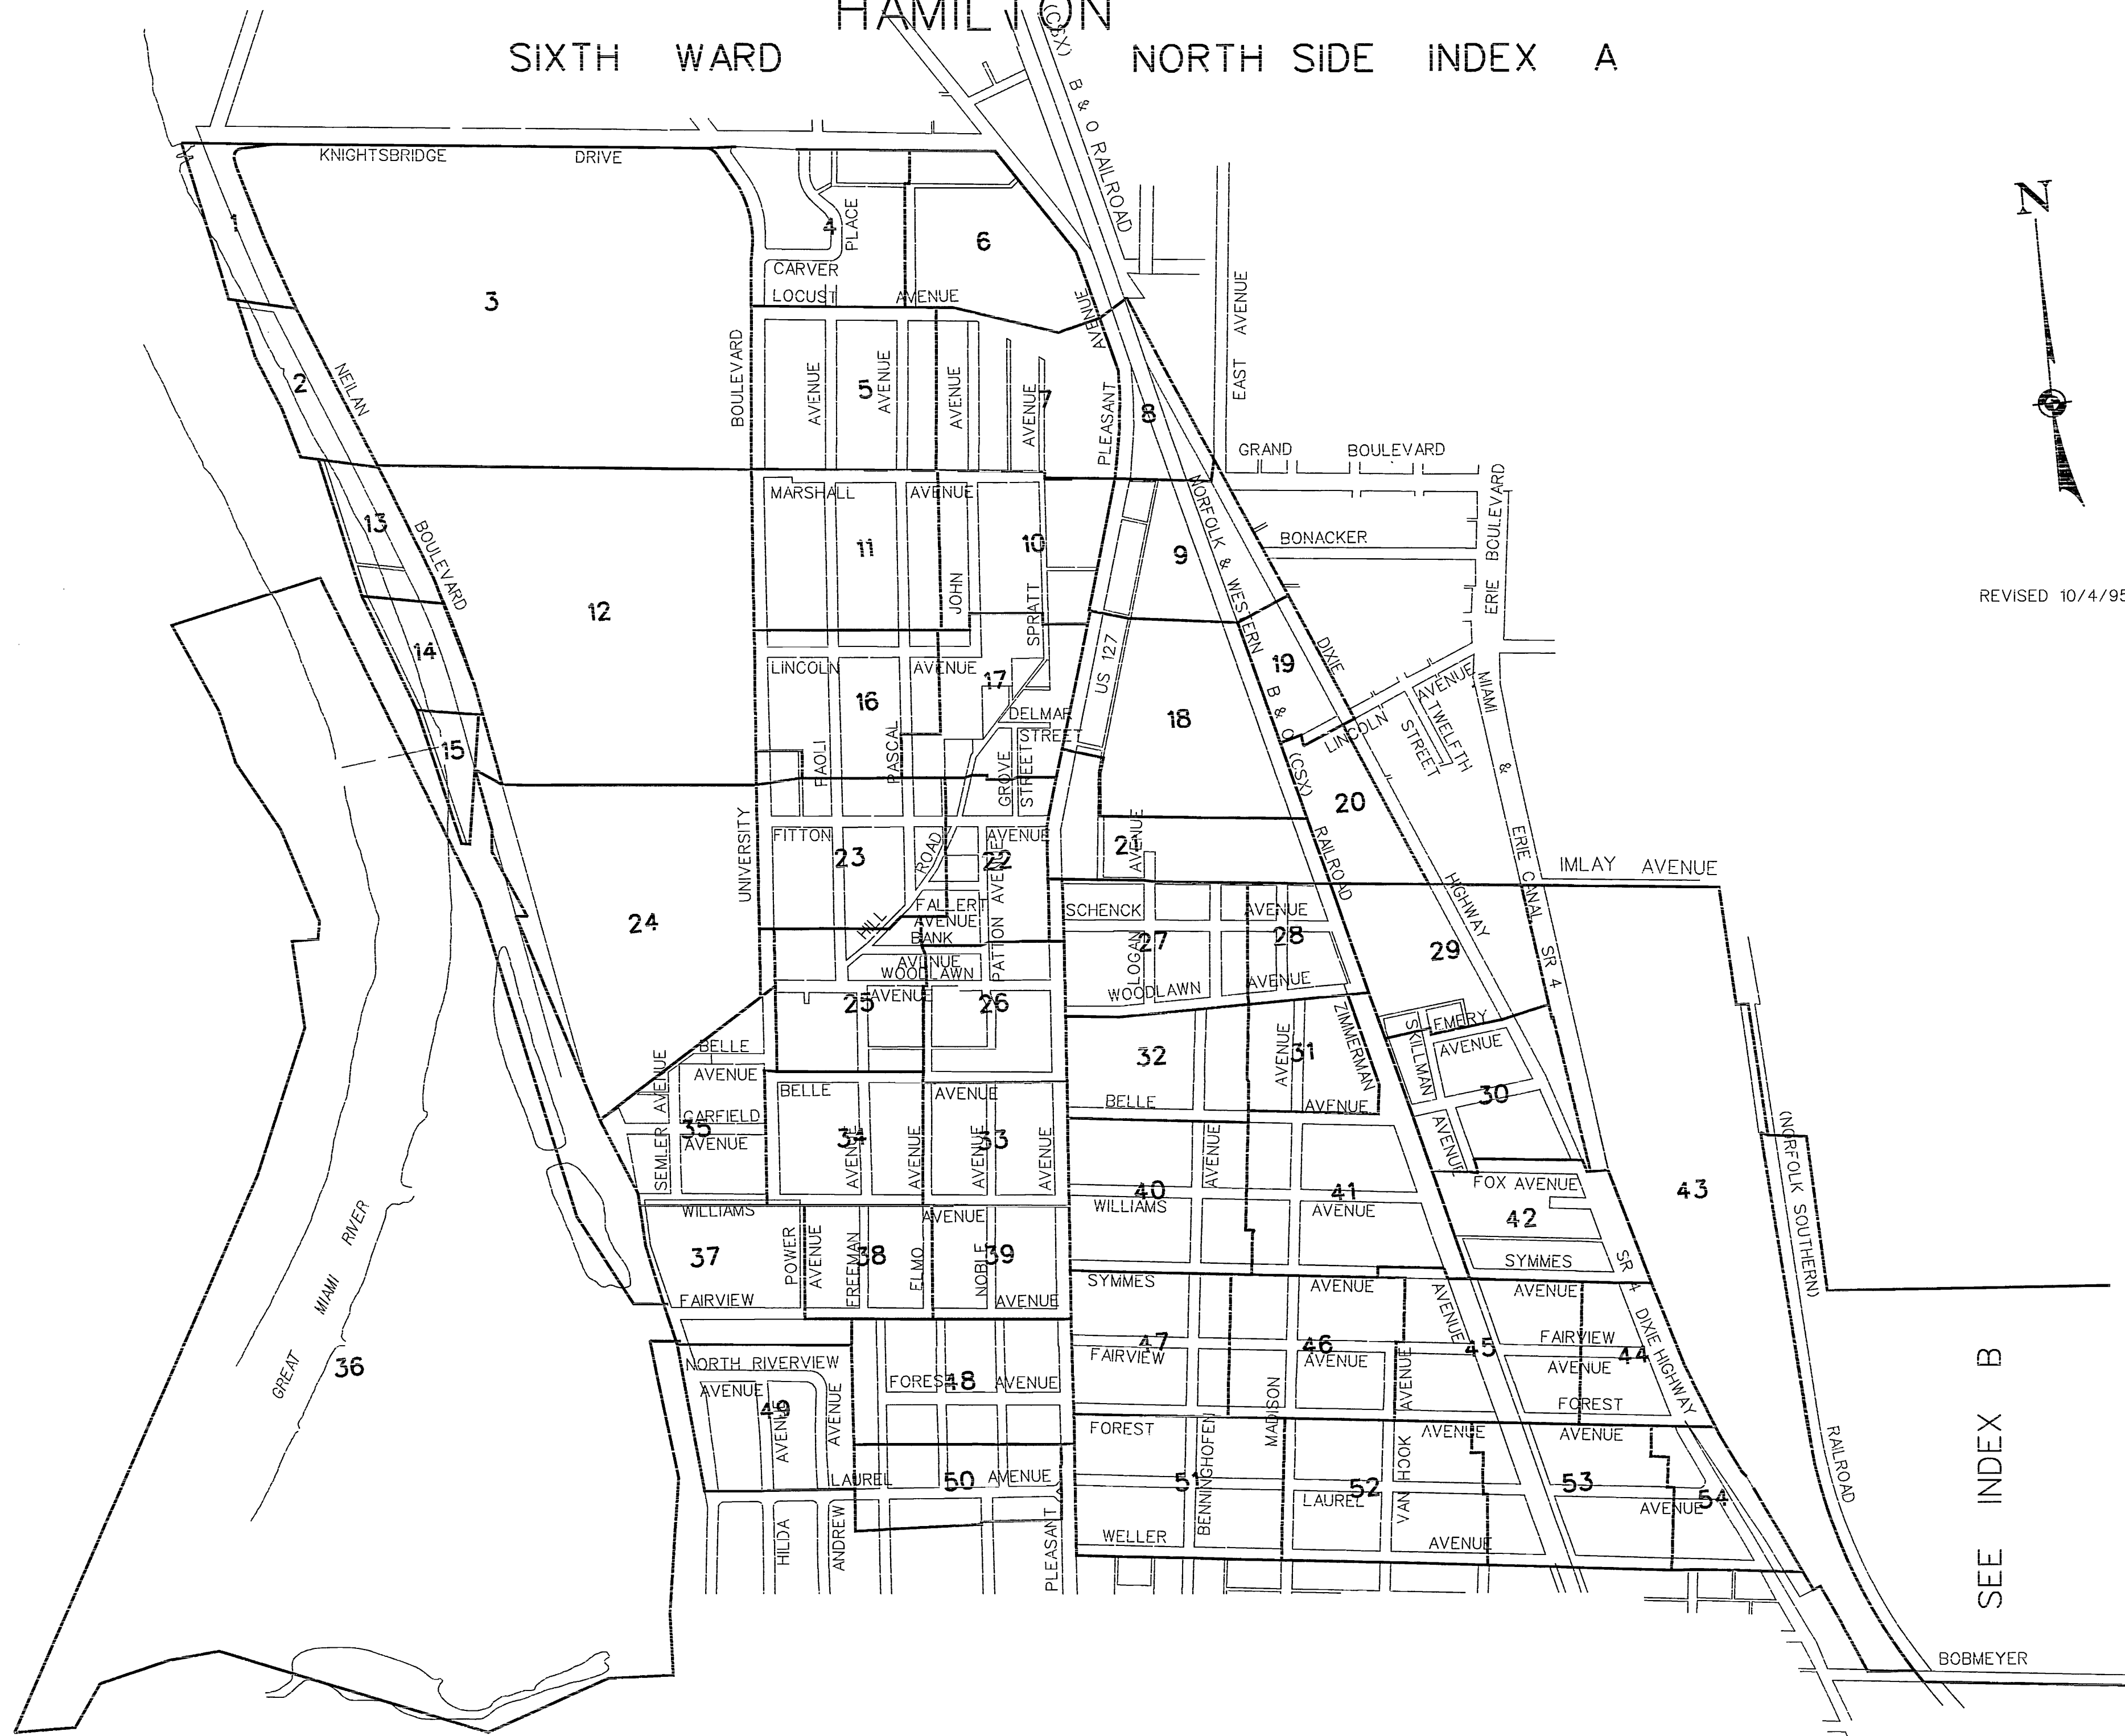 HAMILTON
SIXTH WARD
NORTH SIDE INDEX A
(CSX) B & O RAILROAD
KNIGHTSBRIDGE DRIVE
N
1
4
PLACE
6
CARVER
LOCUST AVENUE
3
AVENUE
EAST AVENUE
2
NEILAN
BOULEVARD
AVENUE
5
AVENUE
AVENUE
AVENUE
7
PLEASANT
8
GRAND BOULEVARD
MARSHALL AVENUE
NORFOLK & WESTERN
ERIE BOULEVARD
13
BOULEVARD
11
10
9
BONACKER
REVISED 10/4/95
12
JOHN
SPRATT
14
LINCOLN AVENUE
17
US 127
19
DIXIE
16
18
B & O (CSX)
LINCOLN
AVENUE
TWELFTH
STREET
MIAMI & ERIE CANAL
DELMAR
STREET
15
PAOLI
PASCAL
GROVE
STREET
20
UNIVERSITY
FITTON
AVENUE
23
ROAD
22
21
AVENUE
RAILROAD
IMLAY AVENUE
HIGHWAY
24
HILL
FALLERT
AVENUE
BANK
AVENUE
PATTON AVENUE
SCHENCK AVENUE
LOGAN
27
28
29
SR 4
WOODLAWN
AVENUE
WOODLAWN AVENUE
25
26
ZIMMERMAN
SKILLMAN
EMERY
AVENUE
BELLE
AVENUE
32
AVENUE
31
30
BELLE AVENUE
BELLE AVENUE
SEMLER AVENUE
GARFIELD
35
AVENUE
34
AVENUE
AVENUE
AVENUE
33
AVENUE
AVENUE
AVENUE
(NORFOLK SOUTHERN)
FOX AVENUE
43
40
41
WILLIAMS AVENUE
WILLIAMS
AVENUE
42
GREAT MIAMI RIVER
37
POWER
AVENUE
FREEMAN
38
ELMO
NOBLE
39
SYMMES
SR 4 DIXIE HIGHWAY
FAIRVIEW AVENUE
SYMMES AVENUE
AVENUE
AVENUE
36
47
FAIRVIEW
46
AVENUE
AVENUE
45
FAIRVIEW
AVENUE
44
NORTH RIVERVIEW
AVENUE
49
AVENUE
AVENUE
FOREST AVENUE
48
MADISON
FOREST
FOREST
AVENUE
AVENUE
BENNINGHOFEN
VAN HOOK
RAILROAD
LAUREL AVENUE
50
51
52
LAUREL
53
AVENUE
54
HILDA
ANDREW
PLEASANT
WELLER AVENUE
SEE INDEX B
BOBMEYER